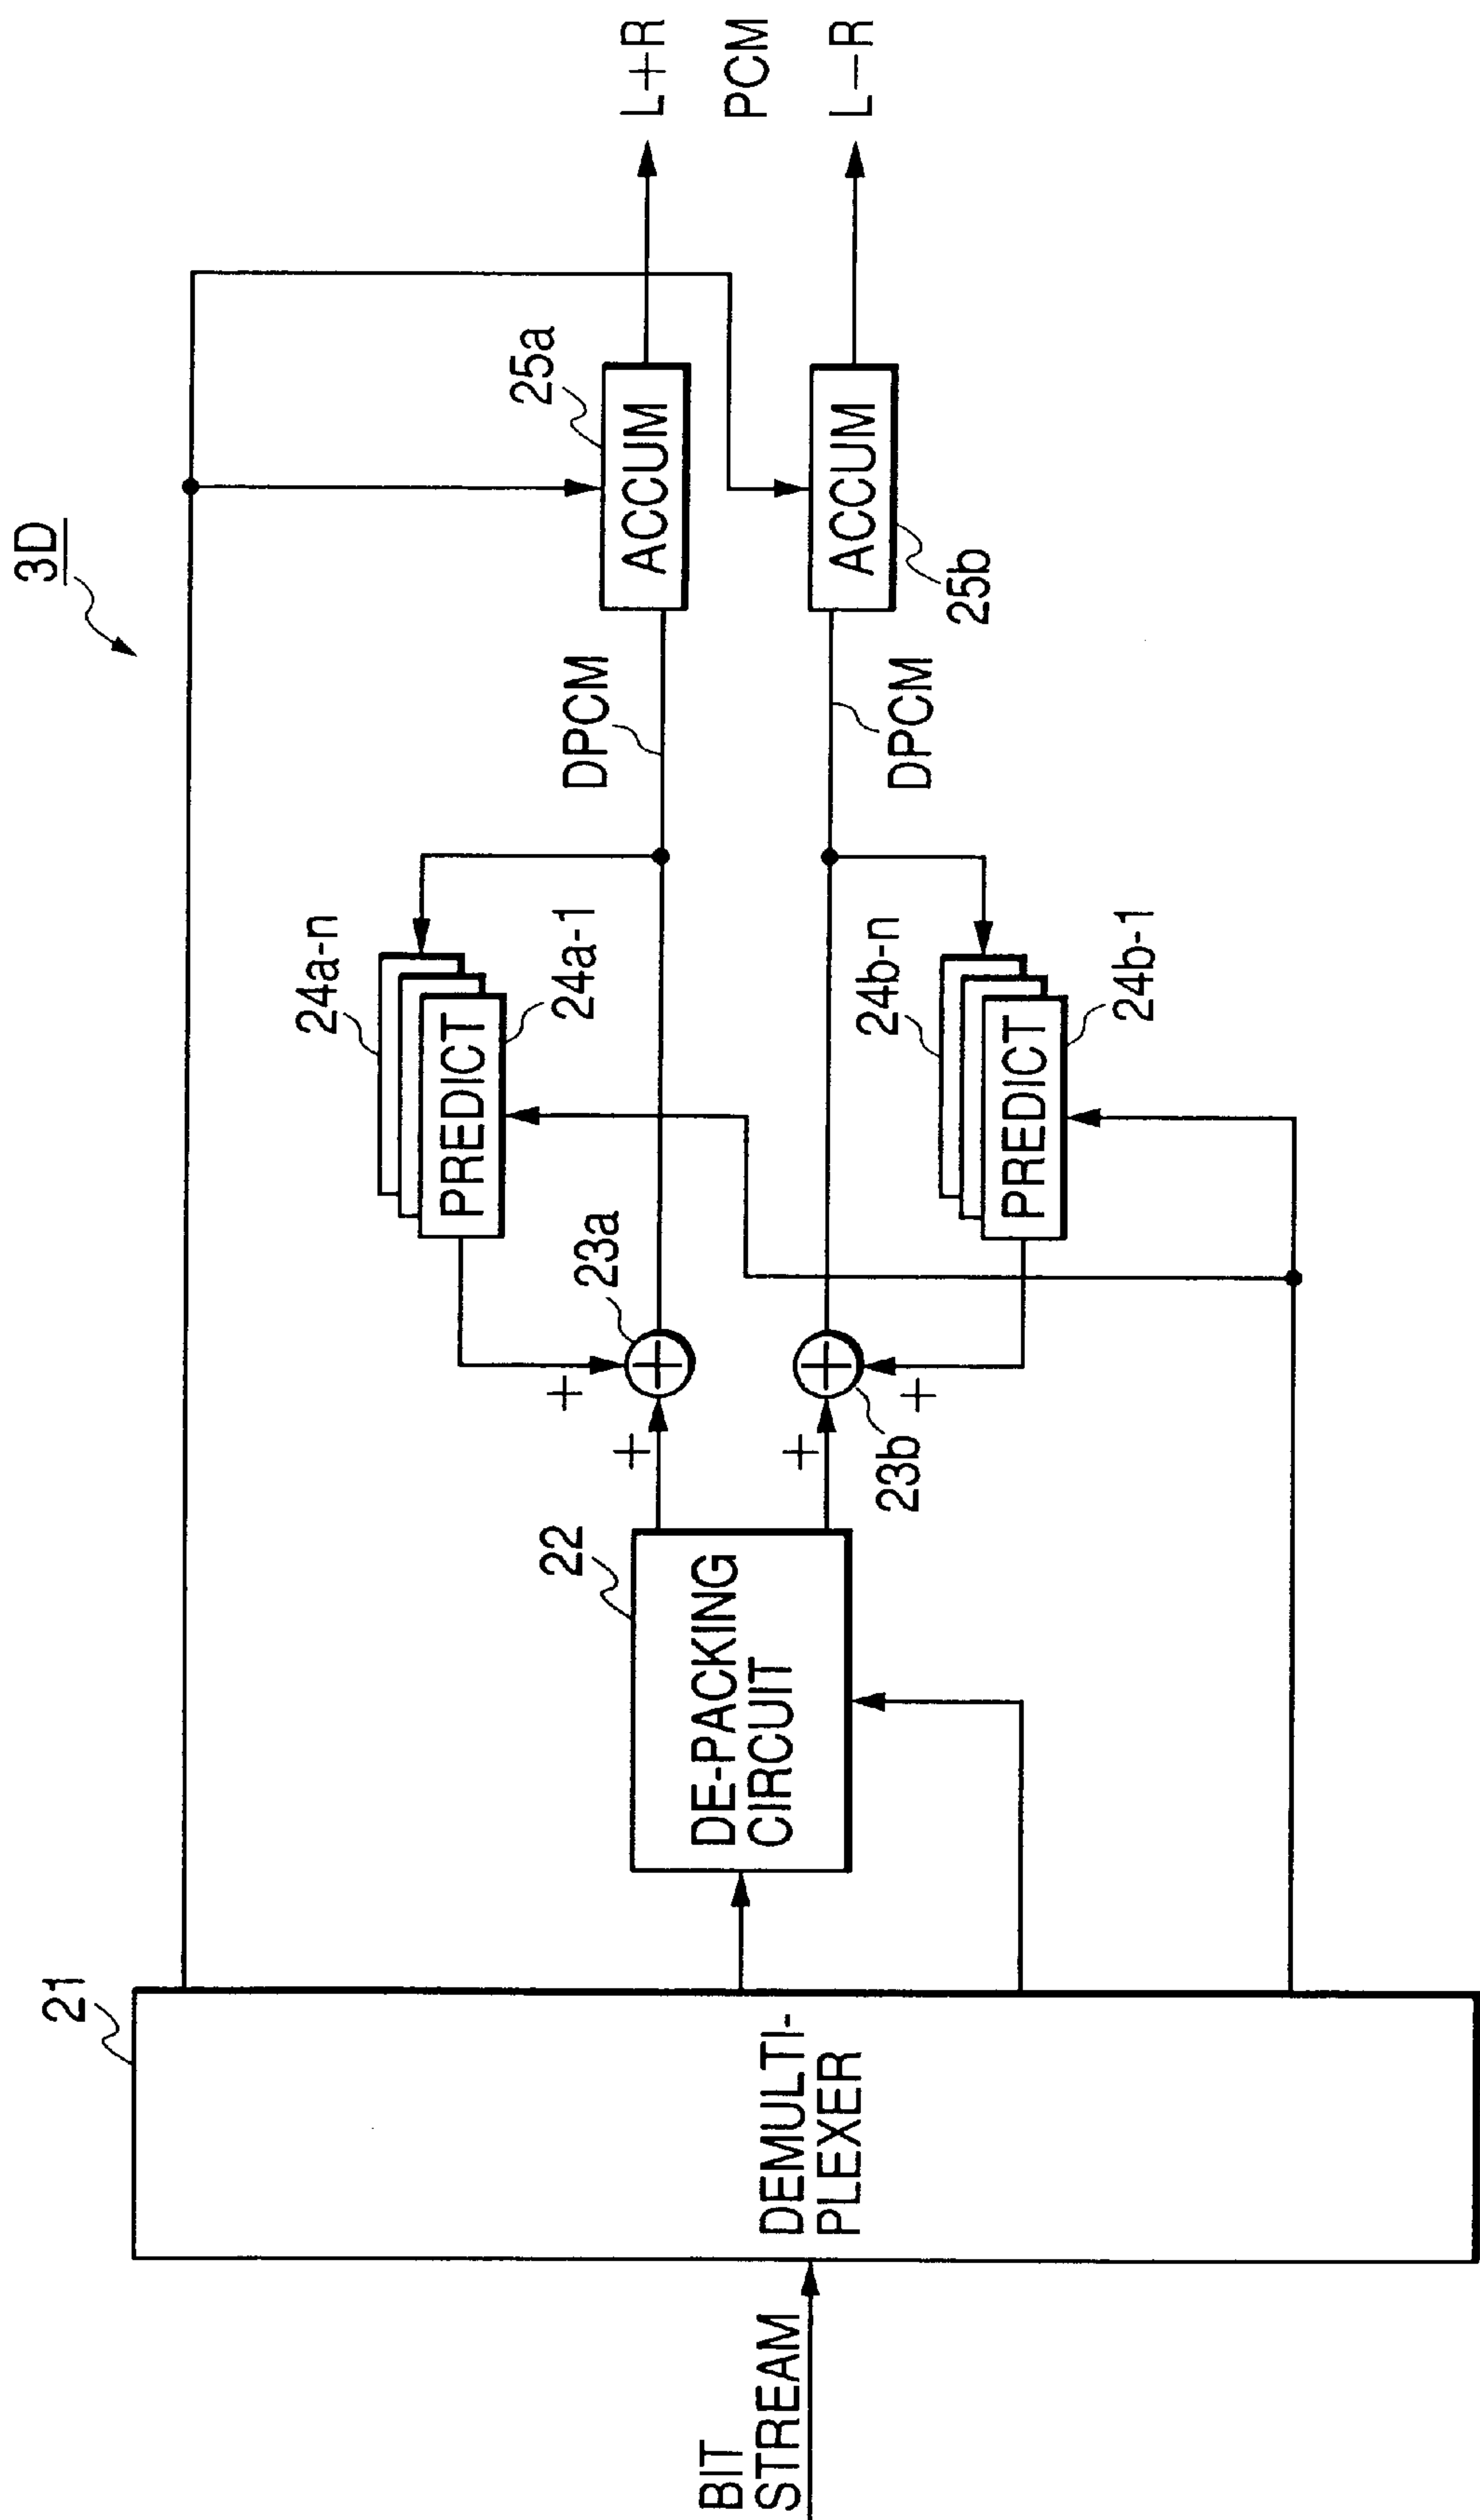 3D
21
BIT
STREAM
DEMULTI-
PLEXER
22
DE-PACKING
CIRCUIT
+
+
23a
+
+
23b
24a-n
PREDICT
24a-1
24b-n
PREDICT
24b-1
DPCM
DPCM
25a
ACCUM
ACCUM
25b
L+R
PCM
L-R